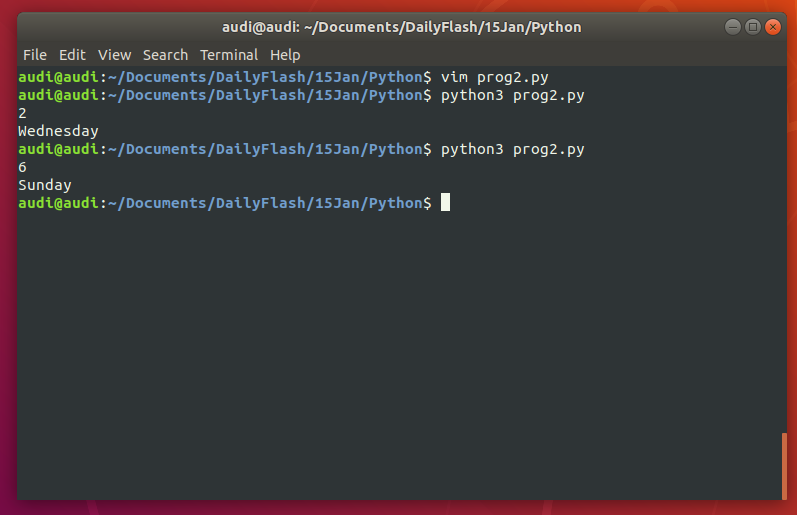 audi@audi: ~/Documents/DailyFlash/15Jan/Python
File Edit View Search Terminal Help
audi@audi:~/Documents/DailyFlash/15Jan/Python$ vim prog2.py
audi@audi:~/Documents/DailyFlash/15Jan/Python$ python3 prog2.py
2
Wednesday
audi@audi:~/Documents/DailyFlash/15Jan/Python$ python3 prog2.py
6
Sunday
audi@audi:~/Documents/DailyFlash/15Jan/Python$